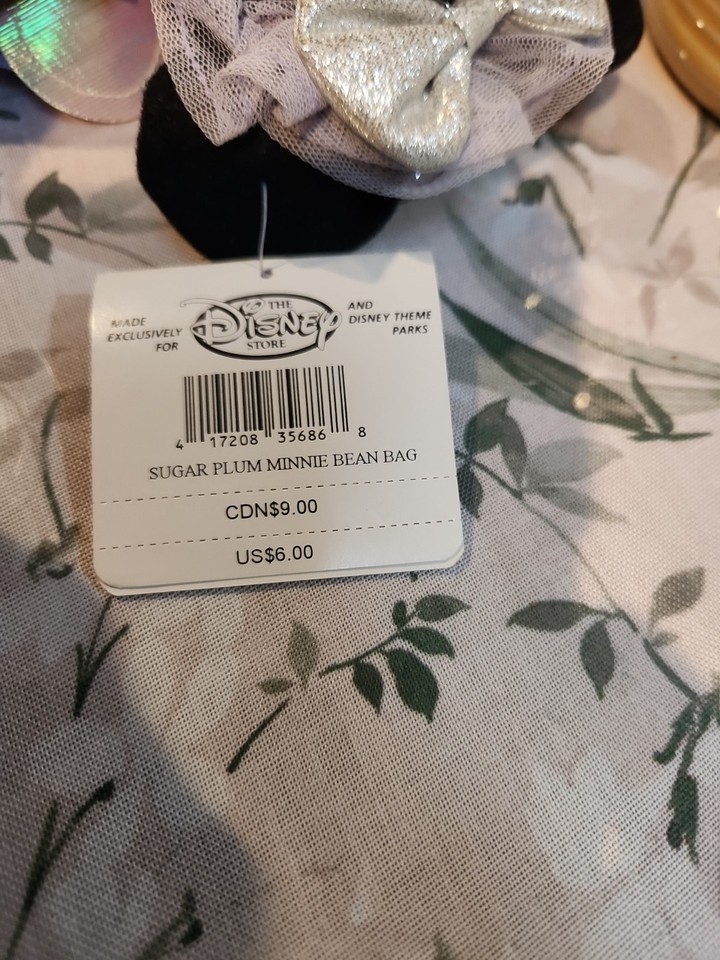 MADE EXCLUSIVELY FOR
THE
Disney
STORE
AND DISNEY THEME PARKS
4 17208 35686 8
SUGAR PLUM MINNIE BEAN BAG
CDN$9.00
US$6.00